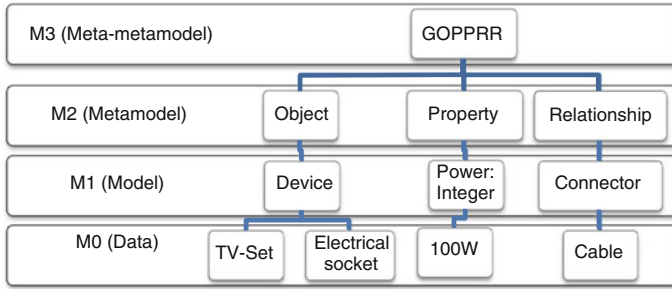 M3 (Meta-metamodel)
GOPPRR
M2 (Metamodel)
Object
Property
Relationship
M1 (Model)
Device
Power:
Integer
Connector
M0 (Data)
TV-Set
Electrical
socket
100W
Cable